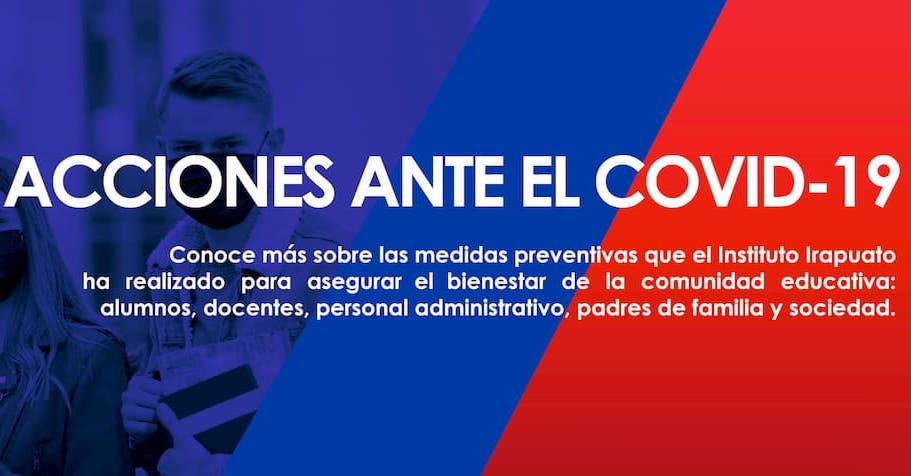 ACCIONES ANTE EL COVID-19
Conoce más sobre las medidas preventivas que el Instituto Irapuato
ha realizado para asegurar el bienestar de la comunidad educativa:
alumnos, docentes, personal administrativo, padres de familia y sociedad.